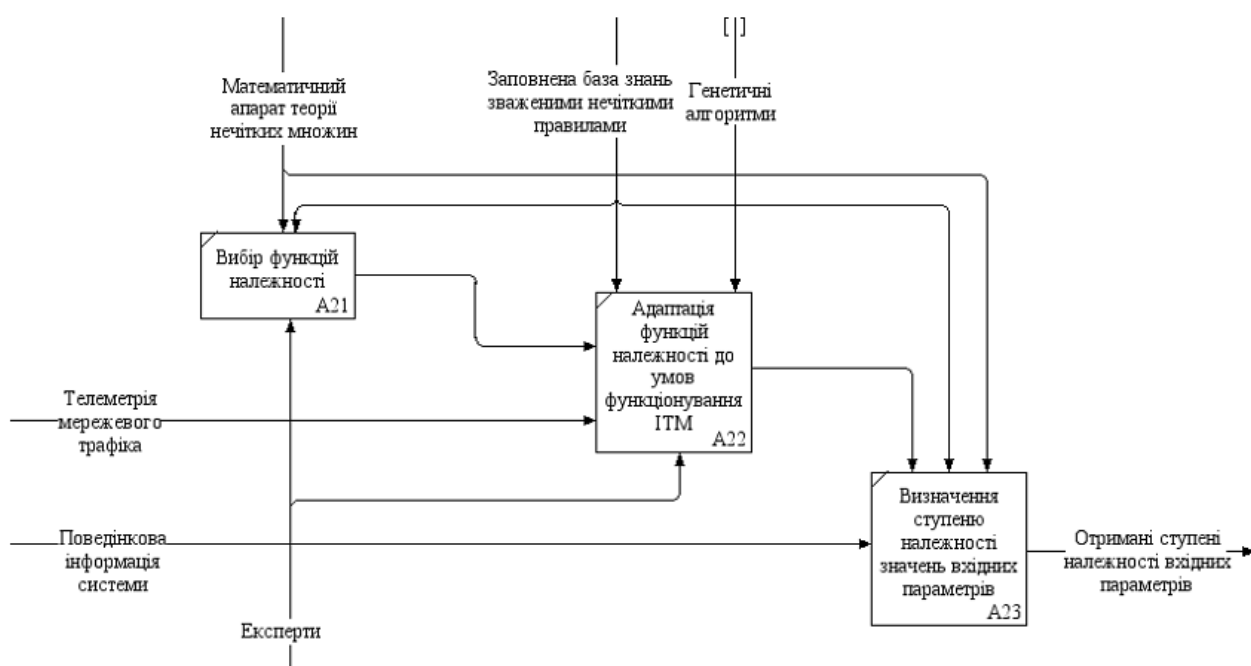 [ ]
Математичний
апарат теорії
нечітких множин
Заповнена база знань
зваженими нечіткими
правилами
Генетичні
алгоритми
Вибір функцій
належності
A21
Адаптація
функцій
належності до
умов
функціонування
ІТМ
A22
Телеметрія
мережевого
трафіка
Визначення
ступеню
належності
значень вхідних
параметрів
A23
Поведінкова
інформація
системи
Отримані ступені
належності вхідних
параметрів
Експерти